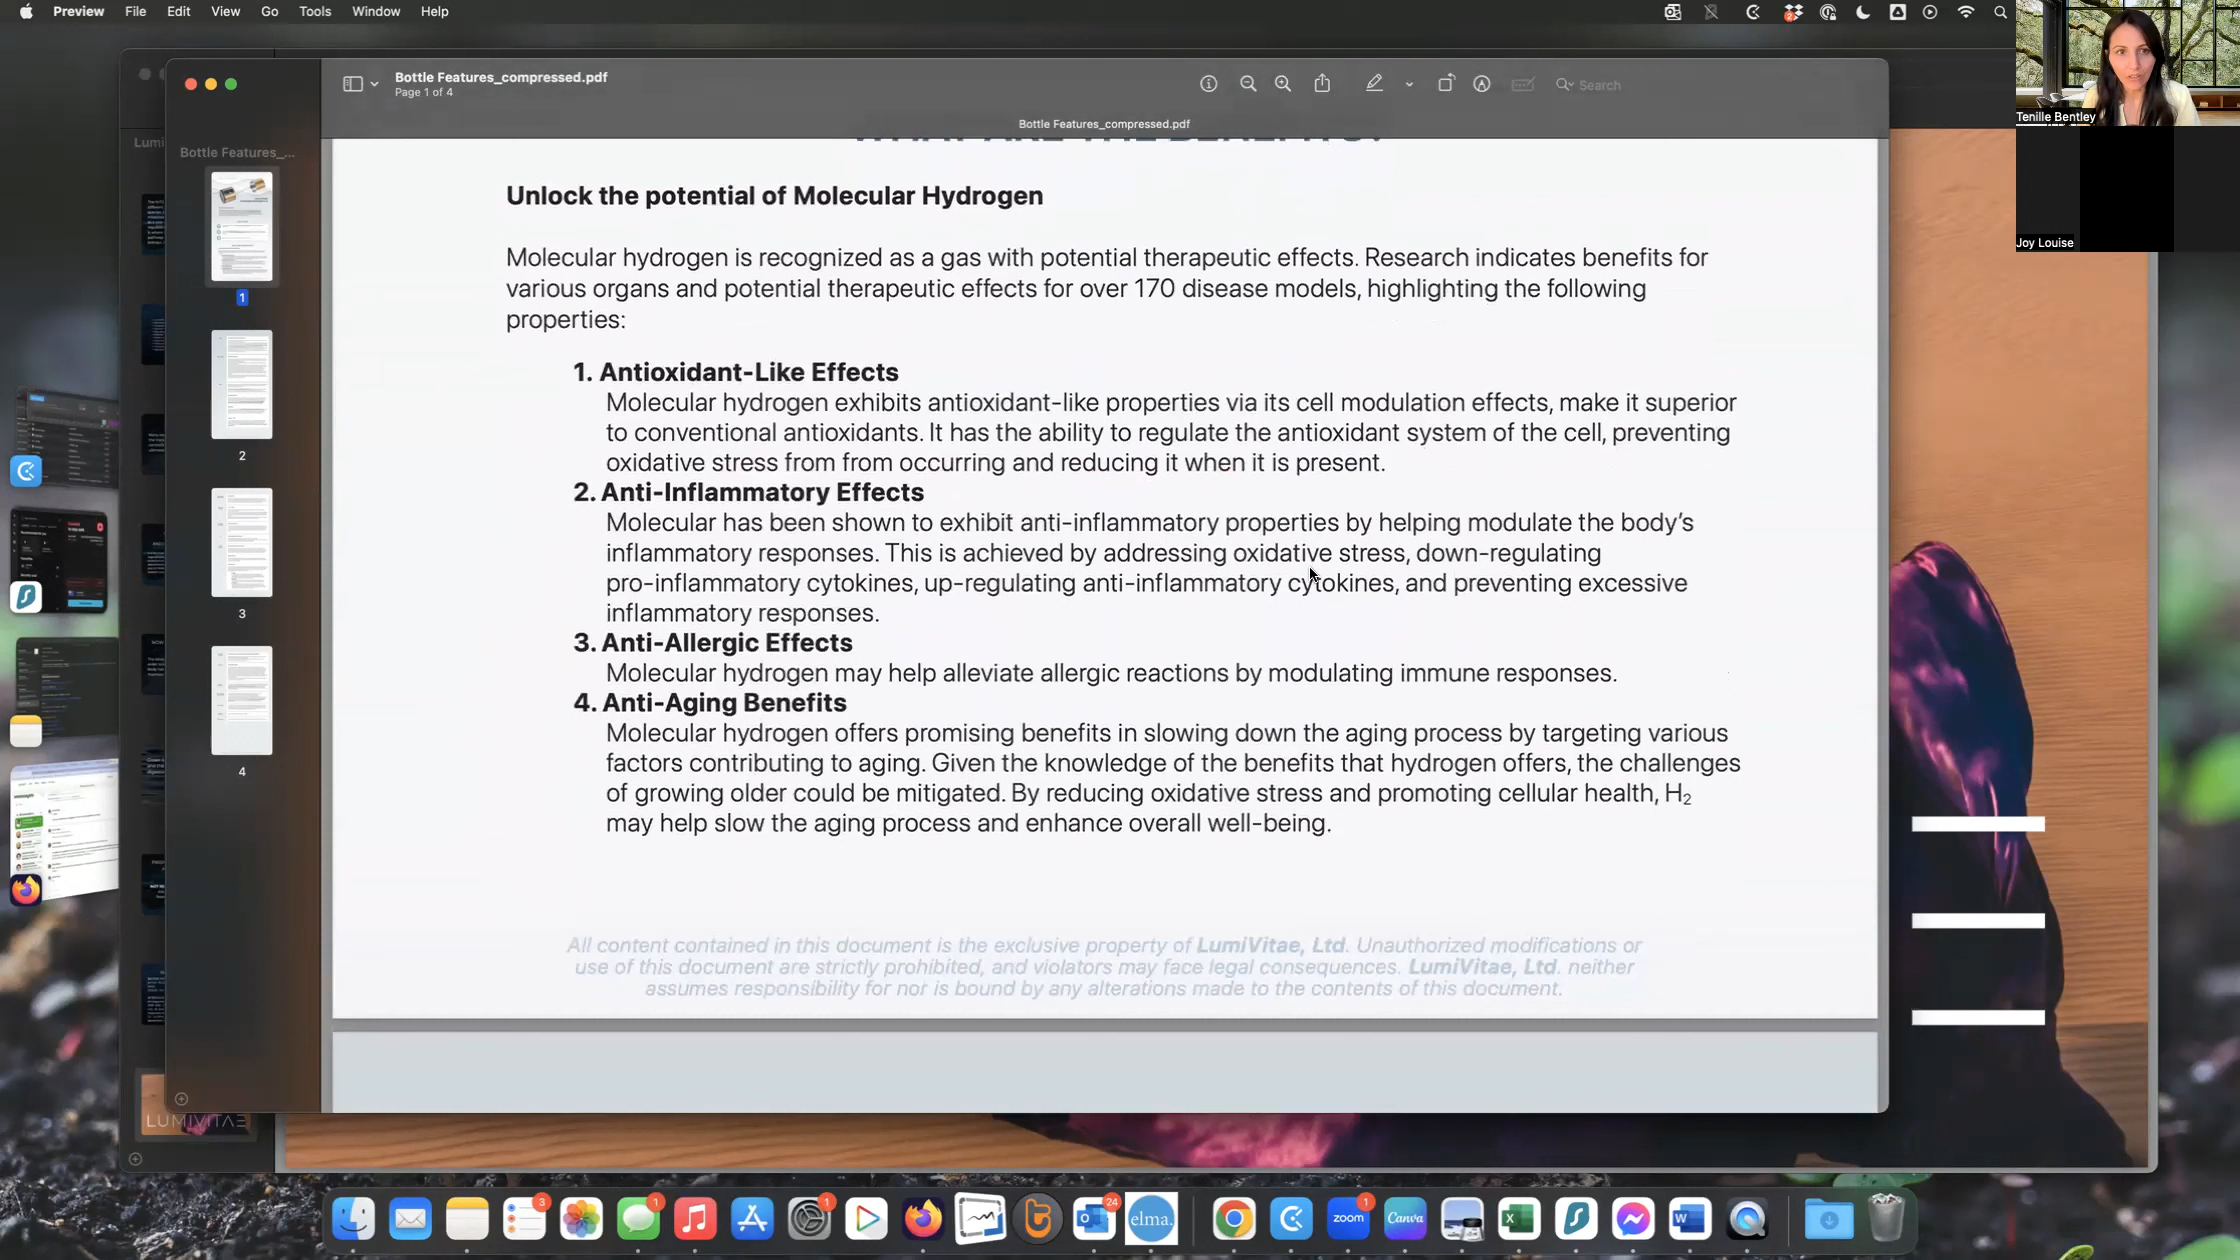 Preview File Edit View Go Tools Window Help
Bottle Features_compressed.pdf
Page 1 of 4
Search
Bottle Features_compressed.pdf
Tenille Bentley
Joy Louise
Lumi
Bottle Features_...
1
2
3
4
WHAT ARE THE BENEFITS?
Unlock the potential of Molecular Hydrogen
Molecular hydrogen is recognized as a gas with potential therapeutic effects. Research indicates benefits for
various organs and potential therapeutic effects for over 170 disease models, highlighting the following
properties:
1. Antioxidant-Like Effects
Molecular hydrogen exhibits antioxidant-like properties via its cell modulation effects, make it superior
to conventional antioxidants. It has the ability to regulate the antioxidant system of the cell, preventing
oxidative stress from from occurring and reducing it when it is present.
2. Anti-Inflammatory Effects
Molecular has been shown to exhibit anti-inflammatory properties by helping modulate the body's
inflammatory responses. This is achieved by addressing oxidative stress, down-regulating
pro-inflammatory cytokines, up-regulating anti-inflammatory cytokines, and preventing excessive
inflammatory responses.
3. Anti-Allergic Effects
Molecular hydrogen may help alleviate allergic reactions by modulating immune responses.
4. Anti-Aging Benefits
Molecular hydrogen offers promising benefits in slowing down the aging process by targeting various
factors contributing to aging. Given the knowledge of the benefits that hydrogen offers, the challenges
of growing older could be mitigated. By reducing oxidative stress and promoting cellular health, H₂
may help slow the aging process and enhance overall well-being.
All content contained in this document is the exclusive property of LumiVitae, Ltd. Unauthorized modifications or
use of this document are strictly prohibited, and violators may face legal consequences. LumiVitae, Ltd. neither
assumes responsibility for nor is bound by any alterations made to the contents of this document.
LUMIVITAE
2
3
1
1
24
elma.
zoom
1
Canva